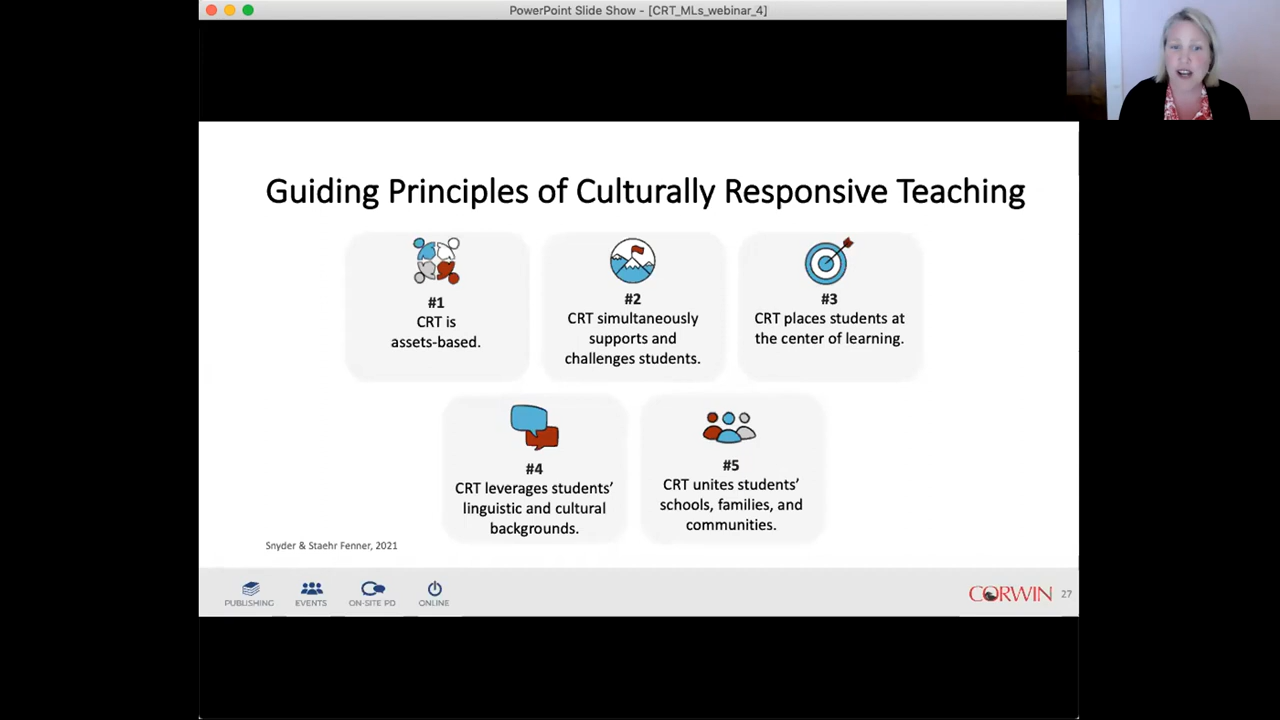 PowerPoint Slide Show - [CRT_MLs_webinar_4]
Guiding Principles of Culturally Responsive Teaching
#1
CRT is
assets-based.
#2
CRT simultaneously
supports and
challenges students.
#3
CRT places students at
the center of learning.
#4
CRT leverages students’
linguistic and cultural
backgrounds.
#5
CRT unites students’
schools, families, and
communities.
Snyder & Staehr Fenner, 2021
PUBLISHING
EVENTS
ON-SITE PD
ONLINE
CORWIN
27